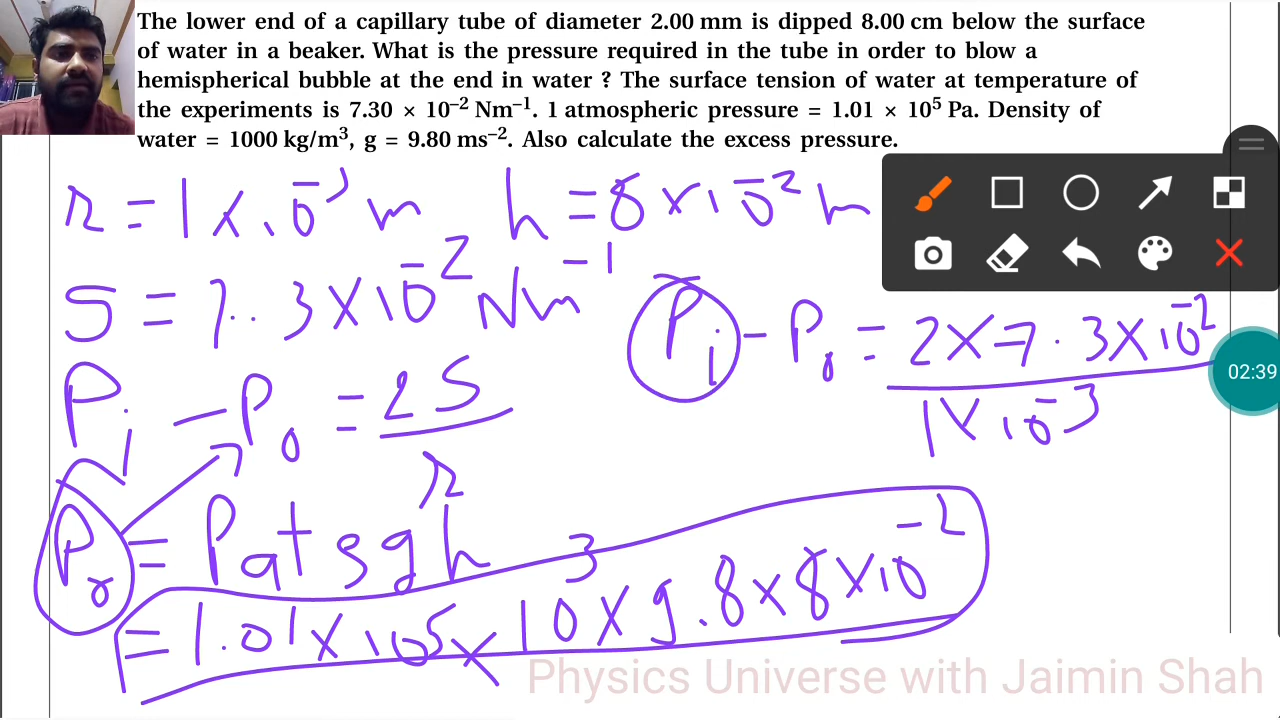 The lower end of a capillary tube of diameter 2.00 mm is dipped 8.00 cm below the surface
of water in a beaker. What is the pressure required in the tube in order to blow a
hemispherical bubble at the end in water ? The surface tension of water at temperature of
the experiments is 7.30 × 10⁻² Nm⁻¹. 1 atmospheric pressure = 1.01 × 10⁵ Pa. Density of
water = 1000 kg/m³, g = 9.80 ms⁻². Also calculate the excess pressure.
r = 1 × 10⁻³ m h = 8 × 10⁻² m
S = 7.3 × 10⁻² Nm⁻¹
Pi - Po = 2 × 7.3 × 10⁻² / 1 × 10⁻³
Pi - Po = 2S / r
Po = Pa + ρgh
= 1.01 × 10⁵ × 10³ × 9.8 × 8 × 10⁻²
02:39
Physics Universe with Jaimin Shah